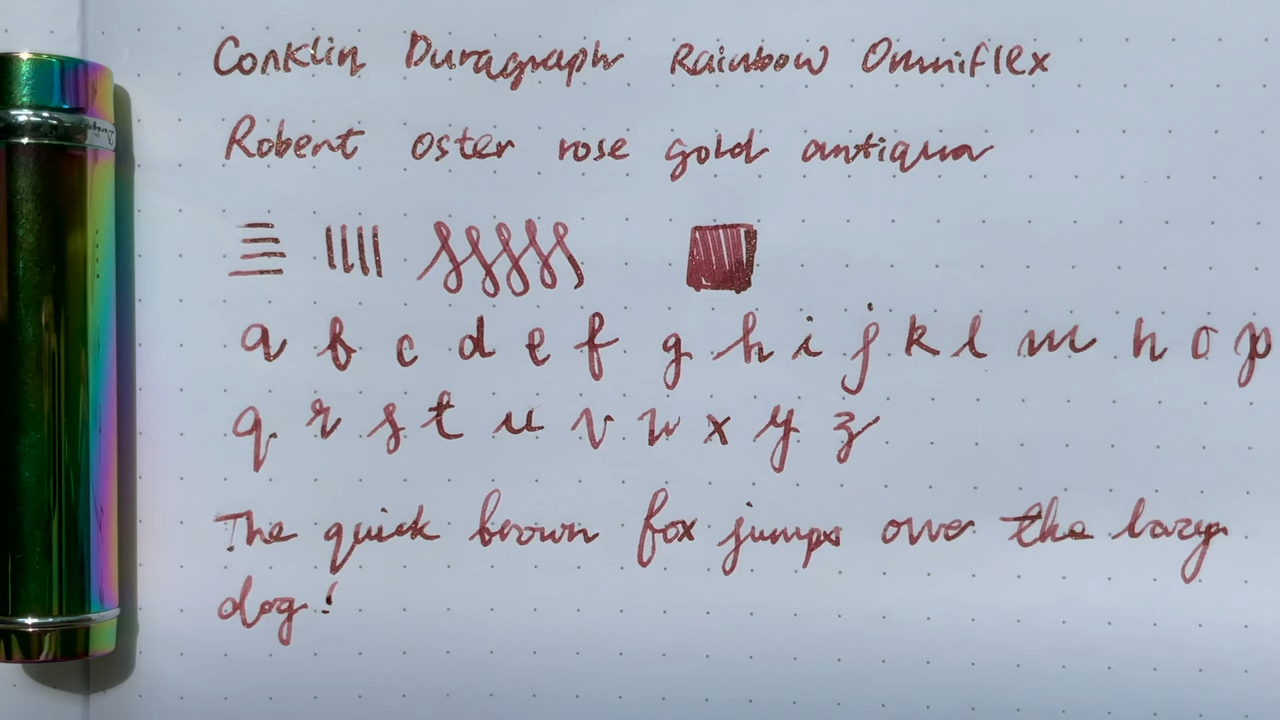 Conklin Duragraph Rainbow Omniflex
Robert Oster rose gold antiqua
a b c d e f g h i j k l m n o p
q r s t u v w x y z
The quick brown fox jumps over the lazy
dog!